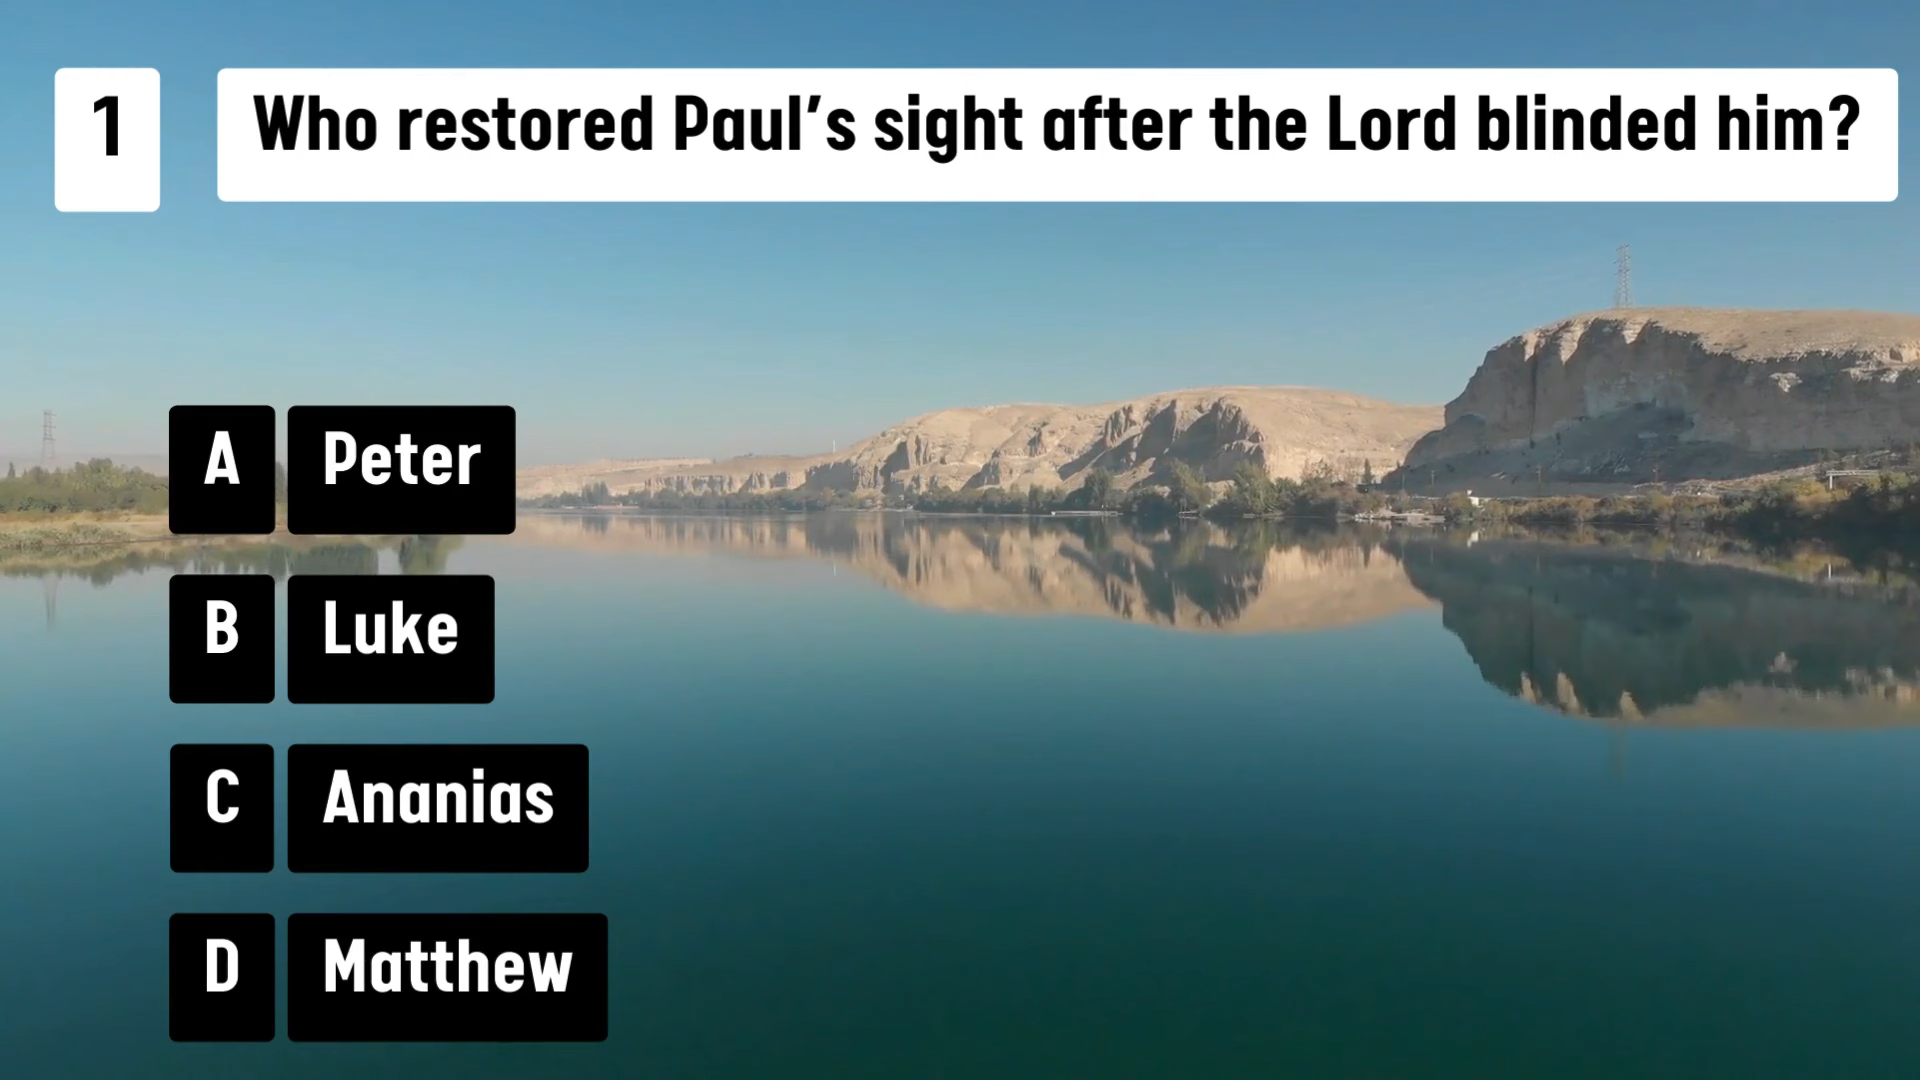 1
Who restored Paul’s sight after the Lord blinded him?
A Peter
B Luke
C Ananias
D Matthew